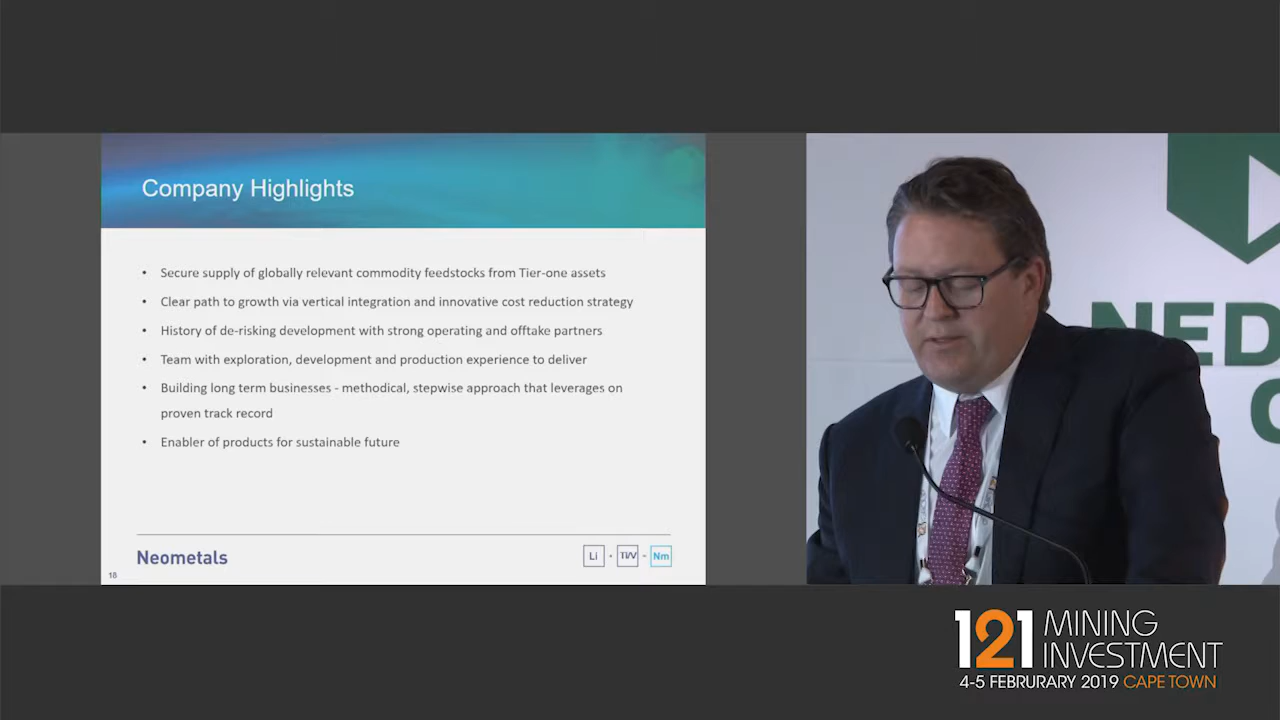 Company Highlights
• Secure supply of globally relevant commodity feedstocks from Tier-one assets
• Clear path to growth via vertical integration and innovative cost reduction strategy
• History of de-risking development with strong operating and offtake partners
• Team with exploration, development and production experience to deliver
• Building long term businesses - methodical, stepwise approach that leverages on
proven track record
• Enabler of products for sustainable future
Neometals
Li - Ti/V - Nm
18
NED
C
121 MINING
INVESTMENT
4-5 FEBRURARY 2019 CAPE TOWN